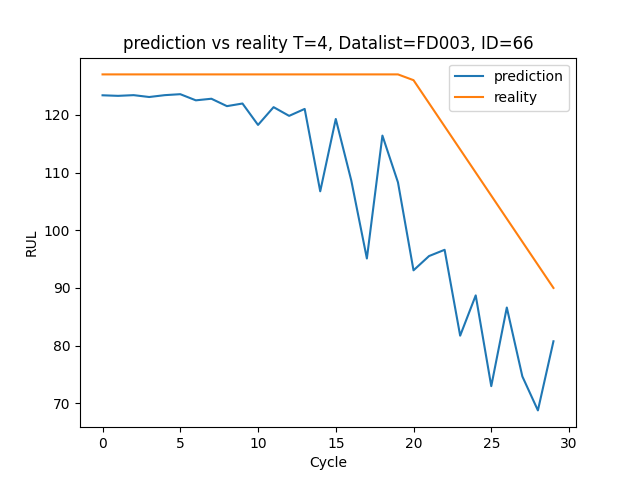 prediction vs reality T=4, Datalist=FD003, ID=66
prediction
reality
RUL
120
110
100
90
80
70
0 5 10 15 20 25 30
Cycle